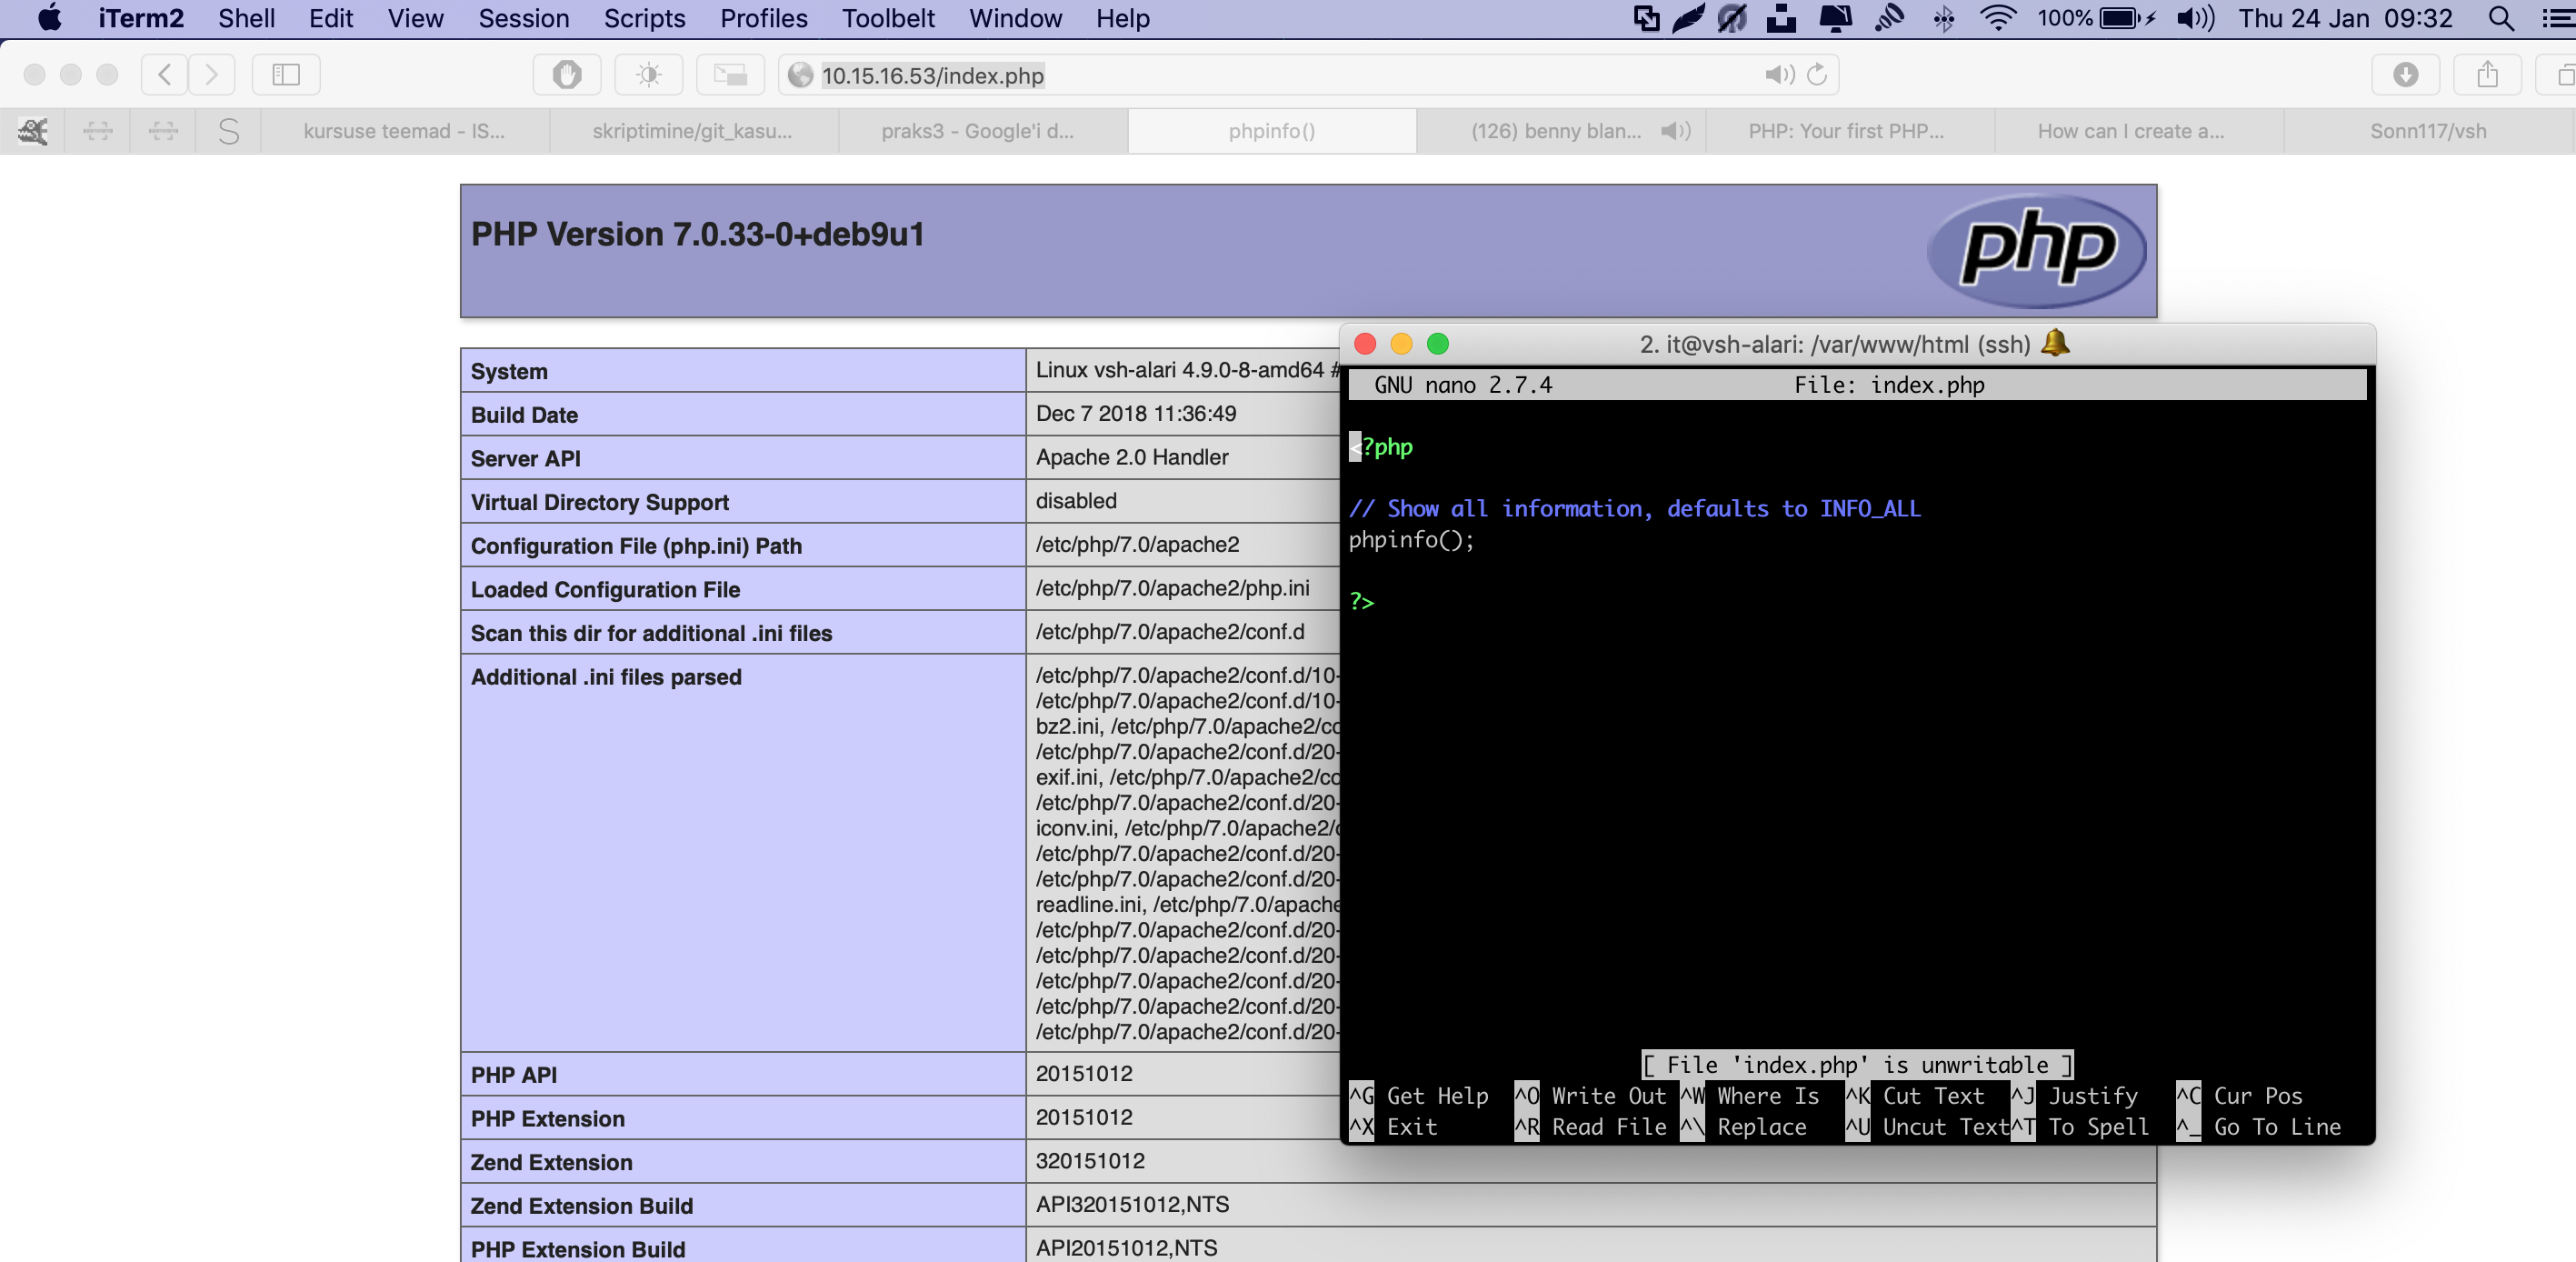 iTerm2 Shell Edit View Session Scripts Profiles Toolbelt Window Help 100% Thu 24 Jan 09:32
10.15.16.53/index.php
S kursuse teemad - IS... skriptimine/git_kasu... praks3 - Google'i d... phpinfo() (126) benny blan... PHP: Your first PHP... How can I create a... Sonn117/vsh
PHP Version 7.0.33-0+deb9u1
php
System Linux vsh-alari 4.9.0-8-amd64 #
Build Date Dec 7 2018 11:36:49
Server API Apache 2.0 Handler
Virtual Directory Support disabled
Configuration File (php.ini) Path /etc/php/7.0/apache2
Loaded Configuration File /etc/php/7.0/apache2/php.ini
Scan this dir for additional .ini files /etc/php/7.0/apache2/conf.d
Additional .ini files parsed /etc/php/7.0/apache2/conf.d/10-
/etc/php/7.0/apache2/conf.d/10-
bz2.ini, /etc/php/7.0/apache2/co
/etc/php/7.0/apache2/conf.d/20-
exif.ini, /etc/php/7.0/apache2/co
/etc/php/7.0/apache2/conf.d/20-
iconv.ini, /etc/php/7.0/apache2/c
/etc/php/7.0/apache2/conf.d/20-
/etc/php/7.0/apache2/conf.d/20-
readline.ini, /etc/php/7.0/apache
/etc/php/7.0/apache2/conf.d/20-
/etc/php/7.0/apache2/conf.d/20-
/etc/php/7.0/apache2/conf.d/20-
/etc/php/7.0/apache2/conf.d/20-
/etc/php/7.0/apache2/conf.d/20-
PHP API 20151012
PHP Extension 20151012
Zend Extension 320151012
Zend Extension Build API320151012,NTS
PHP Extension Build API20151012,NTS
2. it@vsh-alari: /var/www/html (ssh)
GNU nano 2.7.4 File: index.php
<?php
// Show all information, defaults to INFO_ALL
phpinfo();
?>
[ File 'index.php' is unwritable ]
^G Get Help ^O Write Out ^W Where Is ^K Cut Text ^J Justify ^C Cur Pos
^X Exit ^R Read File ^\ Replace ^U Uncut Text ^T To Spell ^_ Go To Line